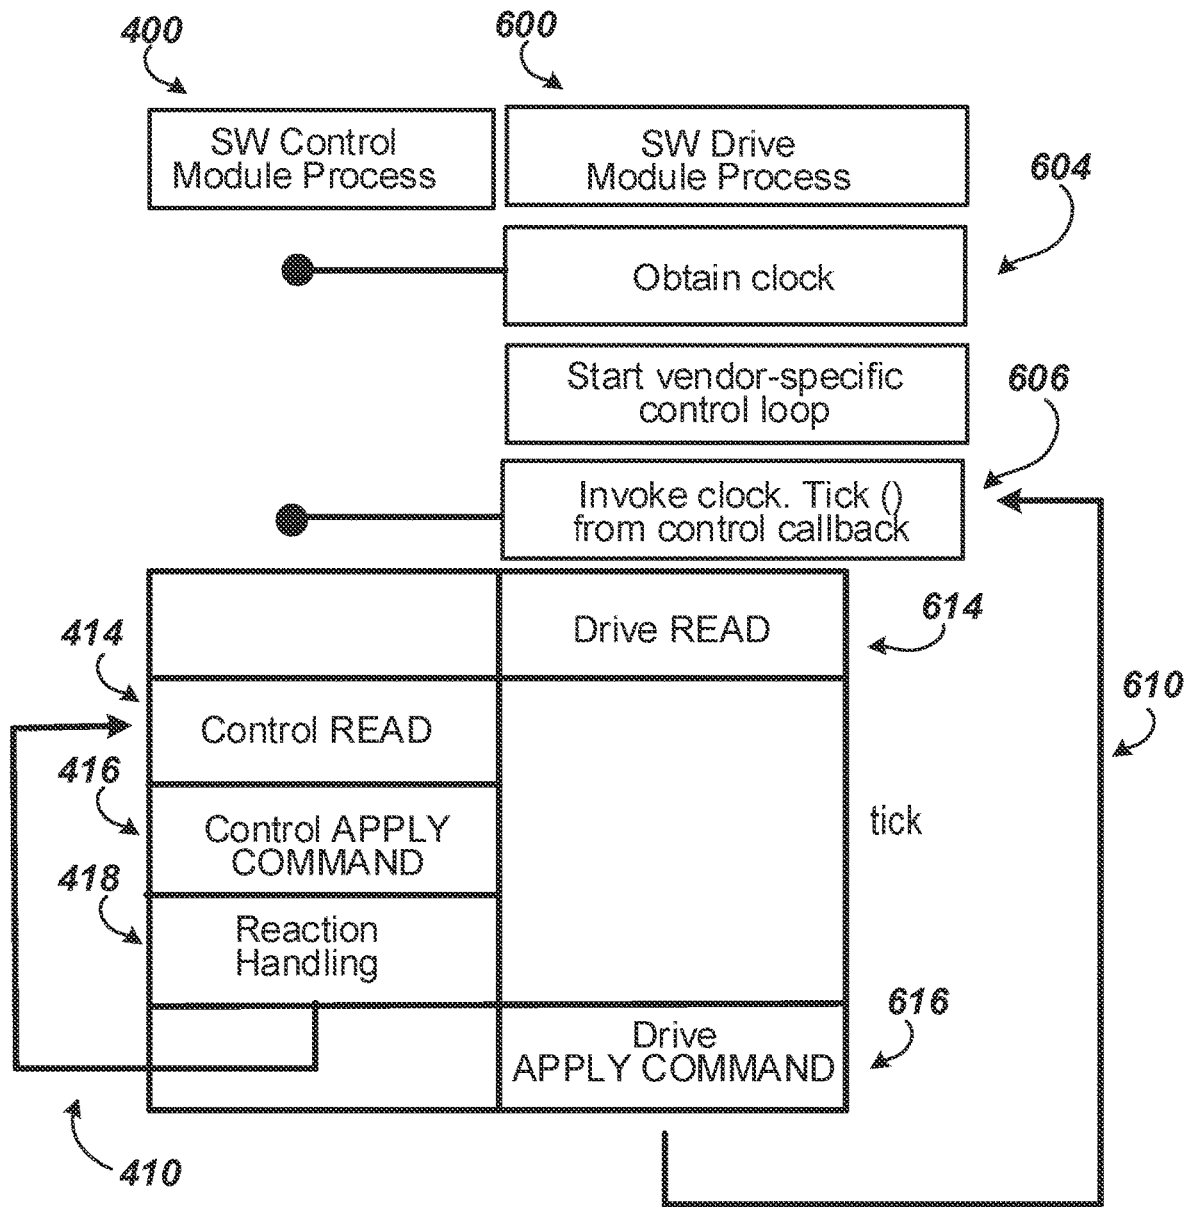 400
600
SW Control
Module Process
SW Drive
Module Process
604
Obtain clock
Start vendor-specific
control loop
606
Invoke clock. Tick ()
from control callback
614
Drive READ
414
Control READ
610
416
Control APPLY
COMMAND
tick
418
Reaction
Handling
616
Drive
APPLY COMMAND
410